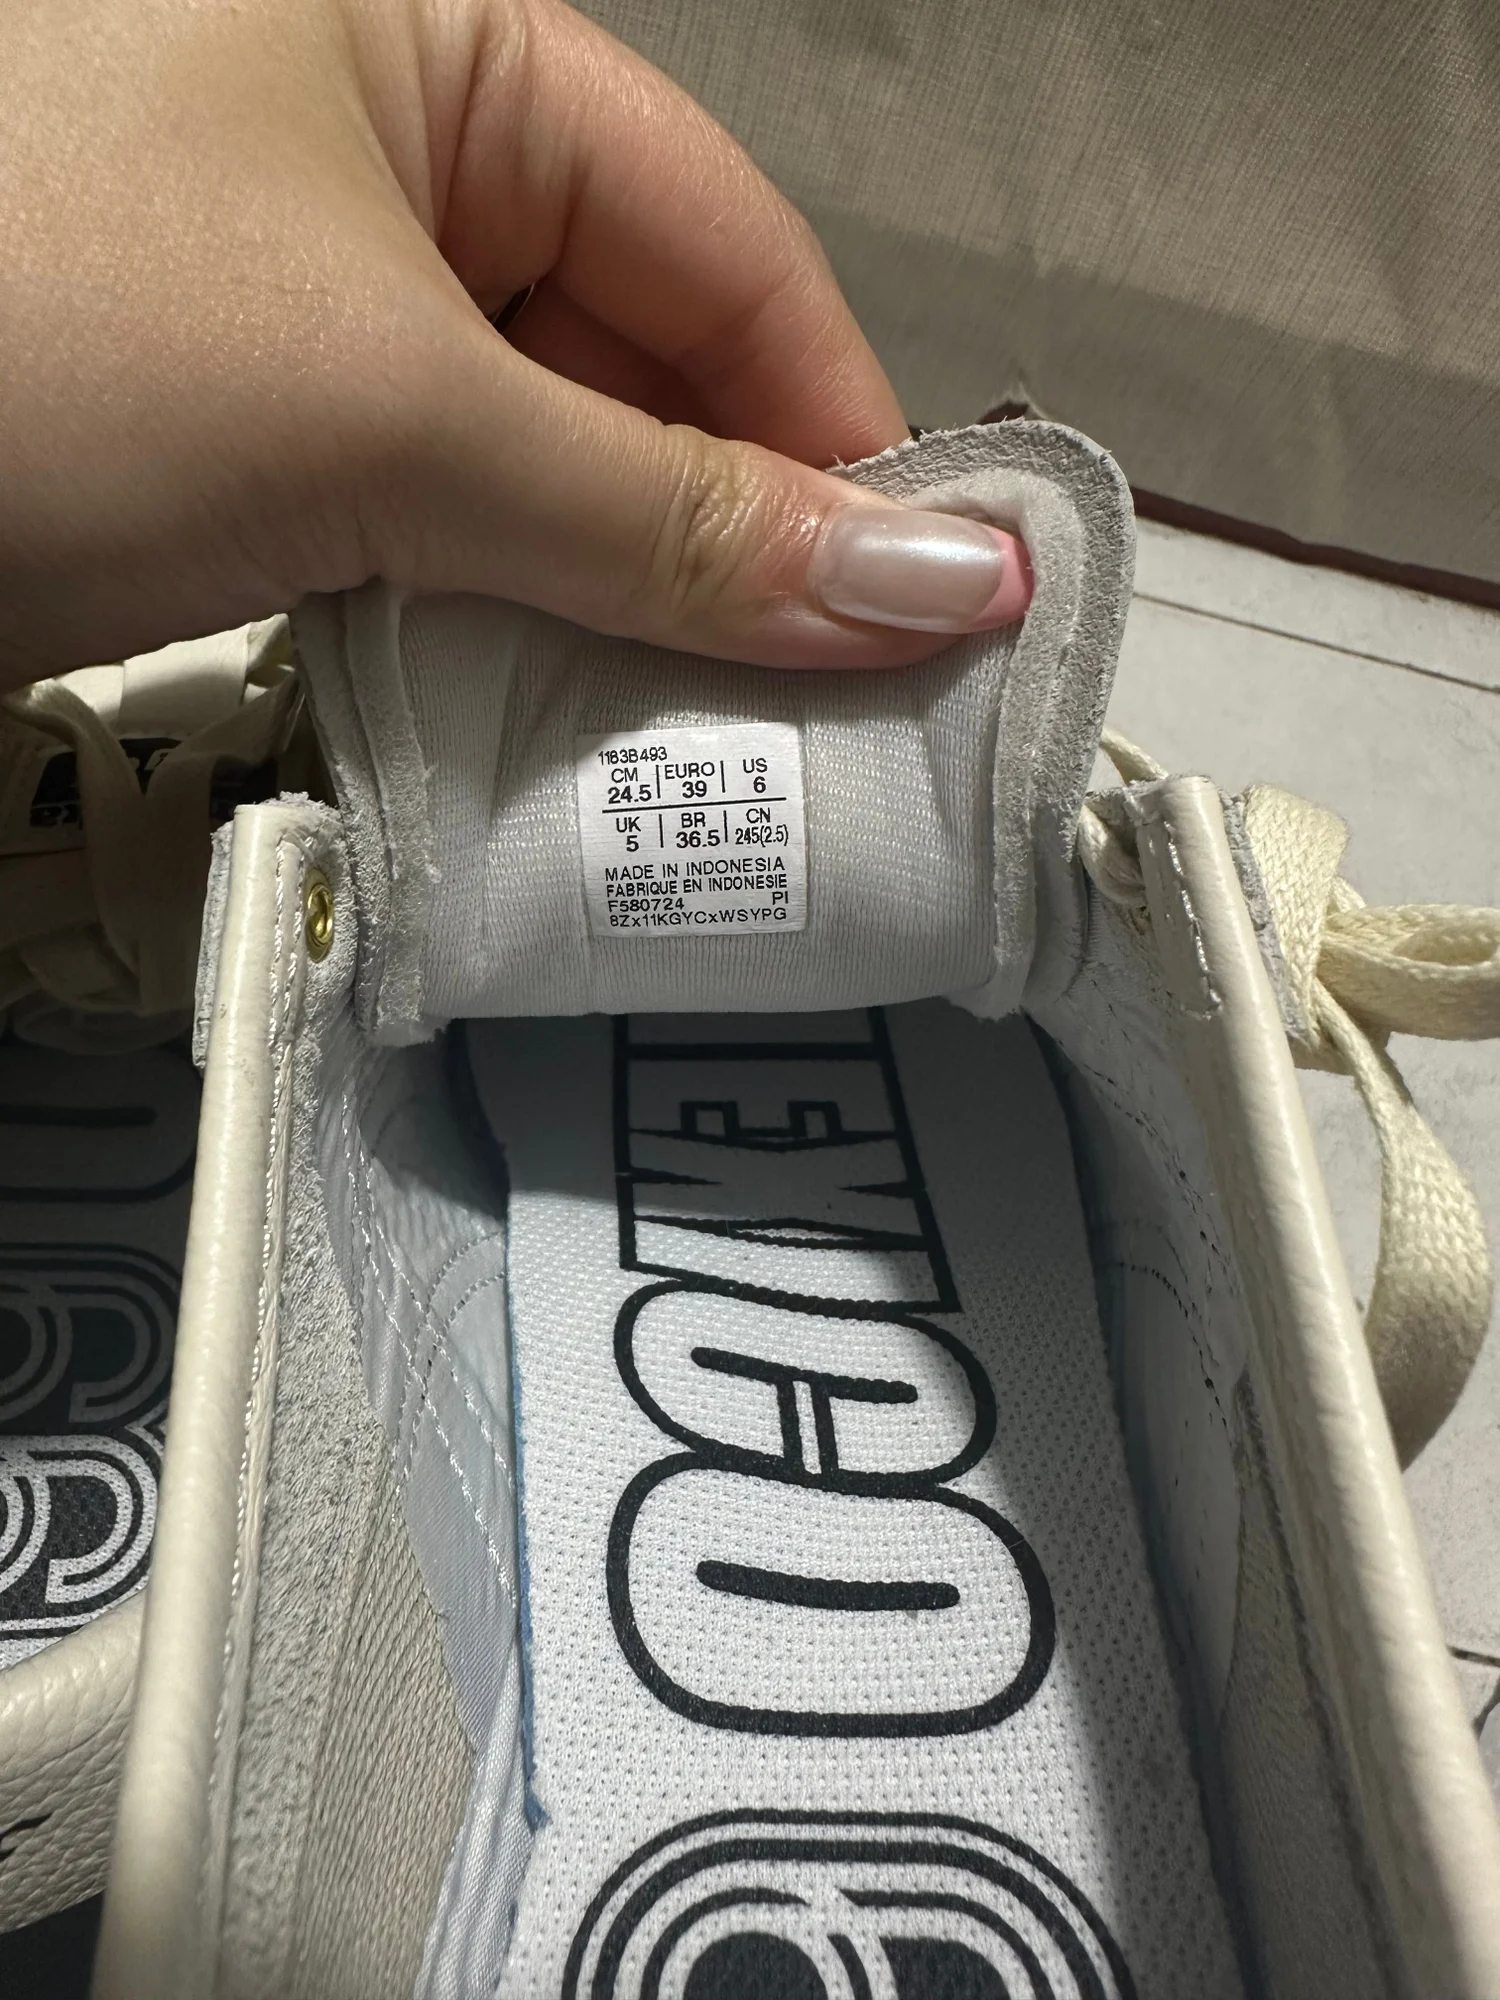 1183B493
CM | EURO | US
24.5 | 39 | 6
UK | BR | CN
5 | 36.5 | 245(2.5)
MADE IN INDONESIA
FABRIQUE EN INDONESIE
F580724 PI
8Zx11KGYCxWSYPG